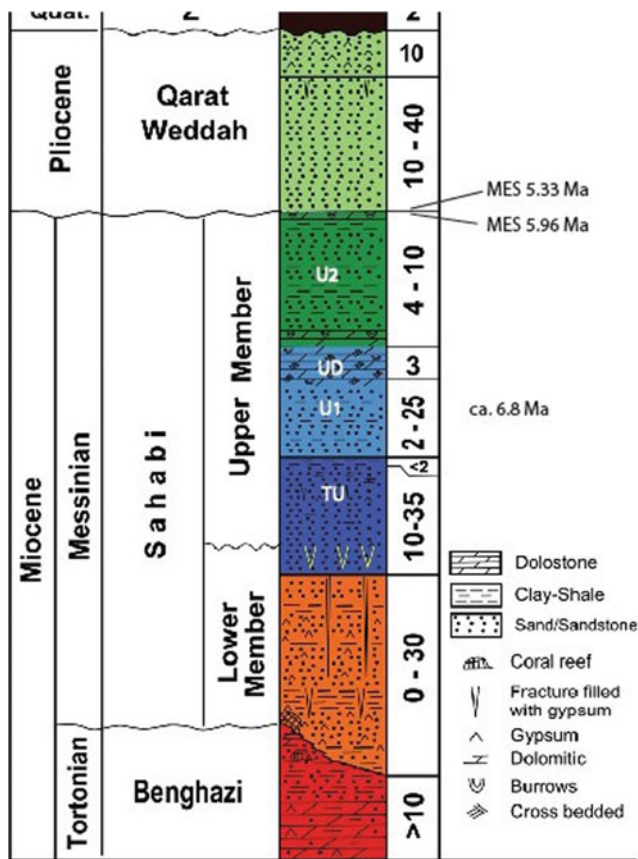 Quat.
Z
2
Pliocene
Qarat
Weddah
10
10 - 40
MES 5.33 Ma
MES 5.96 Ma
Miocene
Messinian
Sahabi
Upper Member
U2
4 - 10
UD
3
U1
2 - 25
ca. 6.8 Ma
<2
TU
10-35
Lower
Member
0 - 30
Tortonian
Benghazi
>10
Dolostone
Clay-Shale
Sand/Sandstone
Coral reef
Fracture filled
with gypsum
Gypsum
Dolomitic
Burrows
Cross bedded